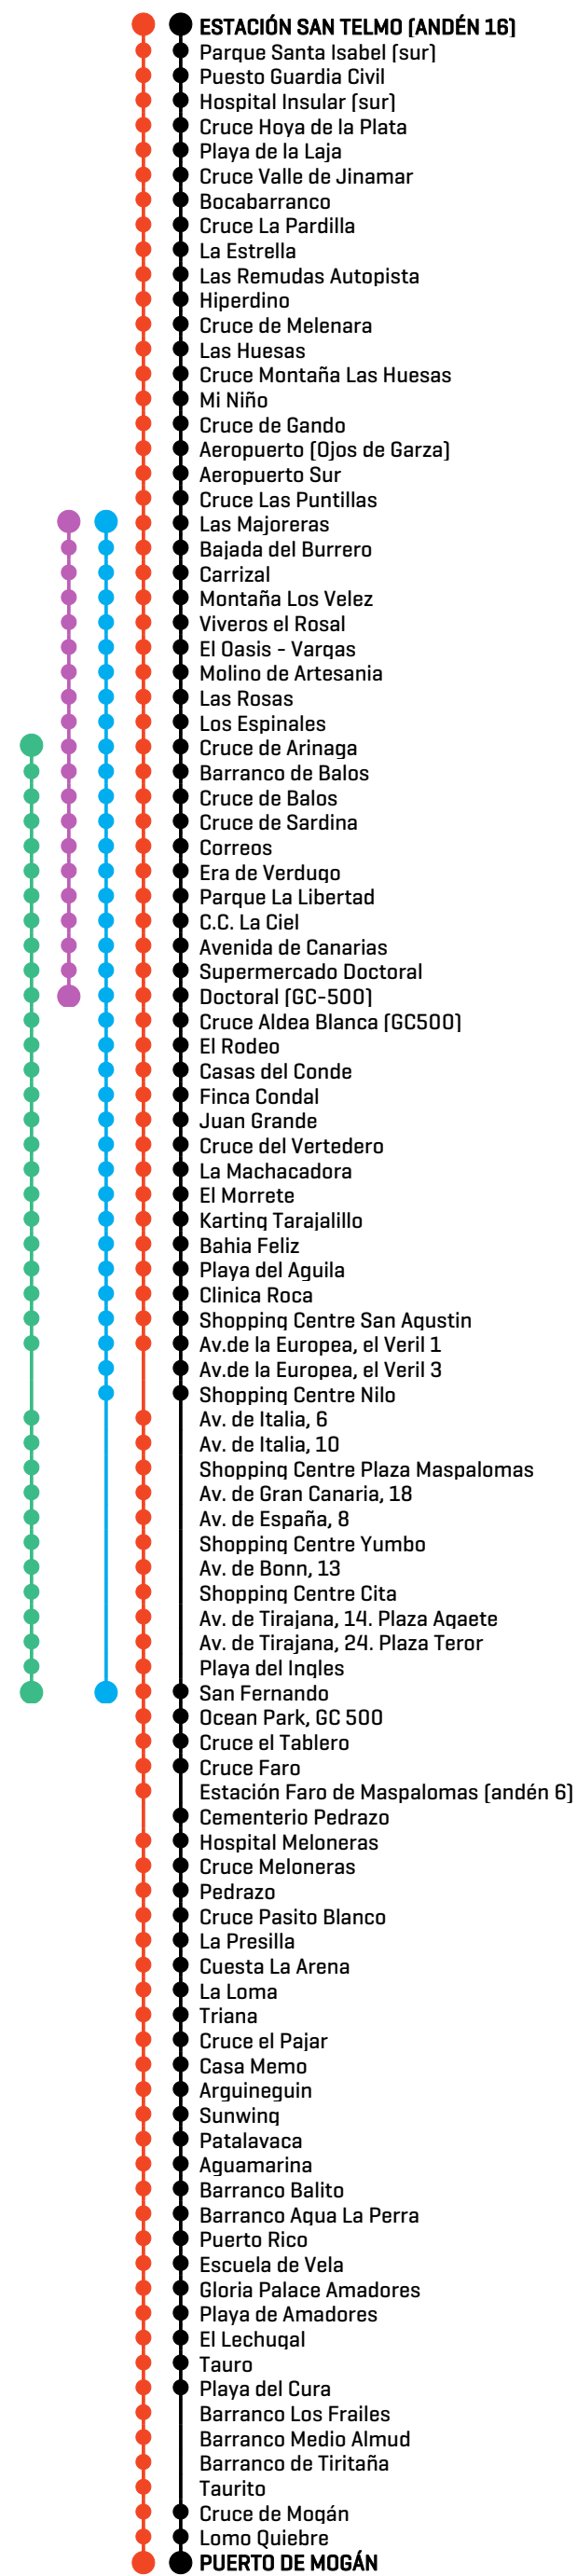 ESTACIÓN SAN TELMO (ANDÉN 16)
Parque Santa Isabel (sur)
Puesto Guardia Civil
Hospital Insular (sur)
Cruce Hoya de la Plata
Playa de la Laja
Cruce Valle de Jinamar
Bocabarranco
Cruce La Pardilla
La Estrella
Las Remudas Autopista
Hiperdino
Cruce de Melenara
Las Huesas
Cruce Montaña Las Huesas
Mi Niño
Cruce de Gando
Aeropuerto (Ojos de Garza)
Aeropuerto Sur
Cruce Las Puntillas
Las Majoreras
Bajada del Burrero
Carrizal
Montaña Los Velez
Viveros el Rosal
El Oasis - Vargas
Molino de Artesania
Las Rosas
Los Espinales
Cruce de Arinaga
Barranco de Balos
Cruce de Balos
Cruce de Sardina
Correos
Era de Verdugo
Parque La Libertad
C.C. La Ciel
Avenida de Canarias
Supermercado Doctoral
Doctoral (GC-500)
Cruce Aldea Blanca (GC500)
El Rodeo
Casas del Conde
Finca Condal
Juan Grande
Cruce del Vertedero
La Machacadora
El Morrete
Karting Tarajalillo
Bahia Feliz
Playa del Aguila
Clinica Roca
Shopping Centre San Agustin
Av.de la Europea, el Veril 1
Av.de la Europea, el Veril 3
Shopping Centre Nilo
Av. de Italia, 6
Av. de Italia, 10
Shopping Centre Plaza Maspalomas
Av. de Gran Canaria, 18
Av. de España, 8
Shopping Centre Yumbo
Av. de Bonn, 13
Shopping Centre Cita
Av. de Tirajana, 14. Plaza Agaete
Av. de Tirajana, 24. Plaza Teror
Playa del Ingles
San Fernando
Ocean Park, GC 500
Cruce el Tablero
Cruce Faro
Estación Faro de Maspalomas (andén 6)
Cementerio Pedrazo
Hospital Meloneras
Cruce Meloneras
Pedrazo
Cruce Pasito Blanco
La Presilla
Cuesta La Arena
La Loma
Triana
Cruce el Pajar
Casa Memo
Arguineguin
Sunwing
Patalavaca
Aguamarina
Barranco Balito
Barranco Agua La Perra
Puerto Rico
Escuela de Vela
Gloria Palace Amadores
Playa de Amadores
El Lechugal
Tauro
Playa del Cura
Barranco Los Frailes
Barranco Medio Almud
Barranco de Tiritaña
Taurito
Cruce de Mogán
Lomo Quiebre
PUERTO DE MOGÁN